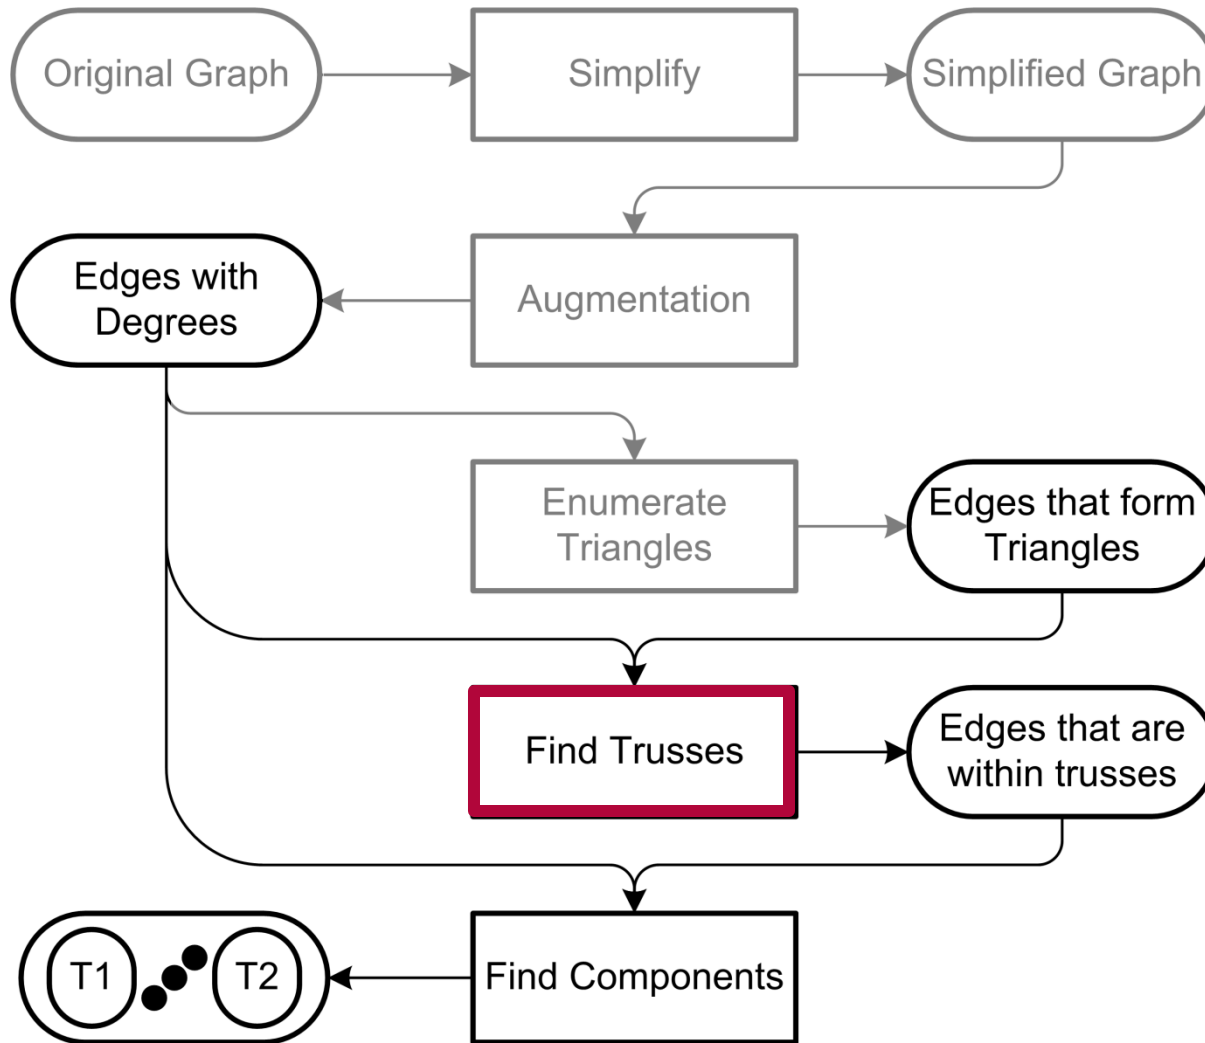 Original Graph
Simplify
Simplified Graph
Edges with
Degrees
Augmentation
Enumerate
Triangles
Edges that form
Triangles
Find Trusses
Edges that are
within trusses
T1
T2
Find Components